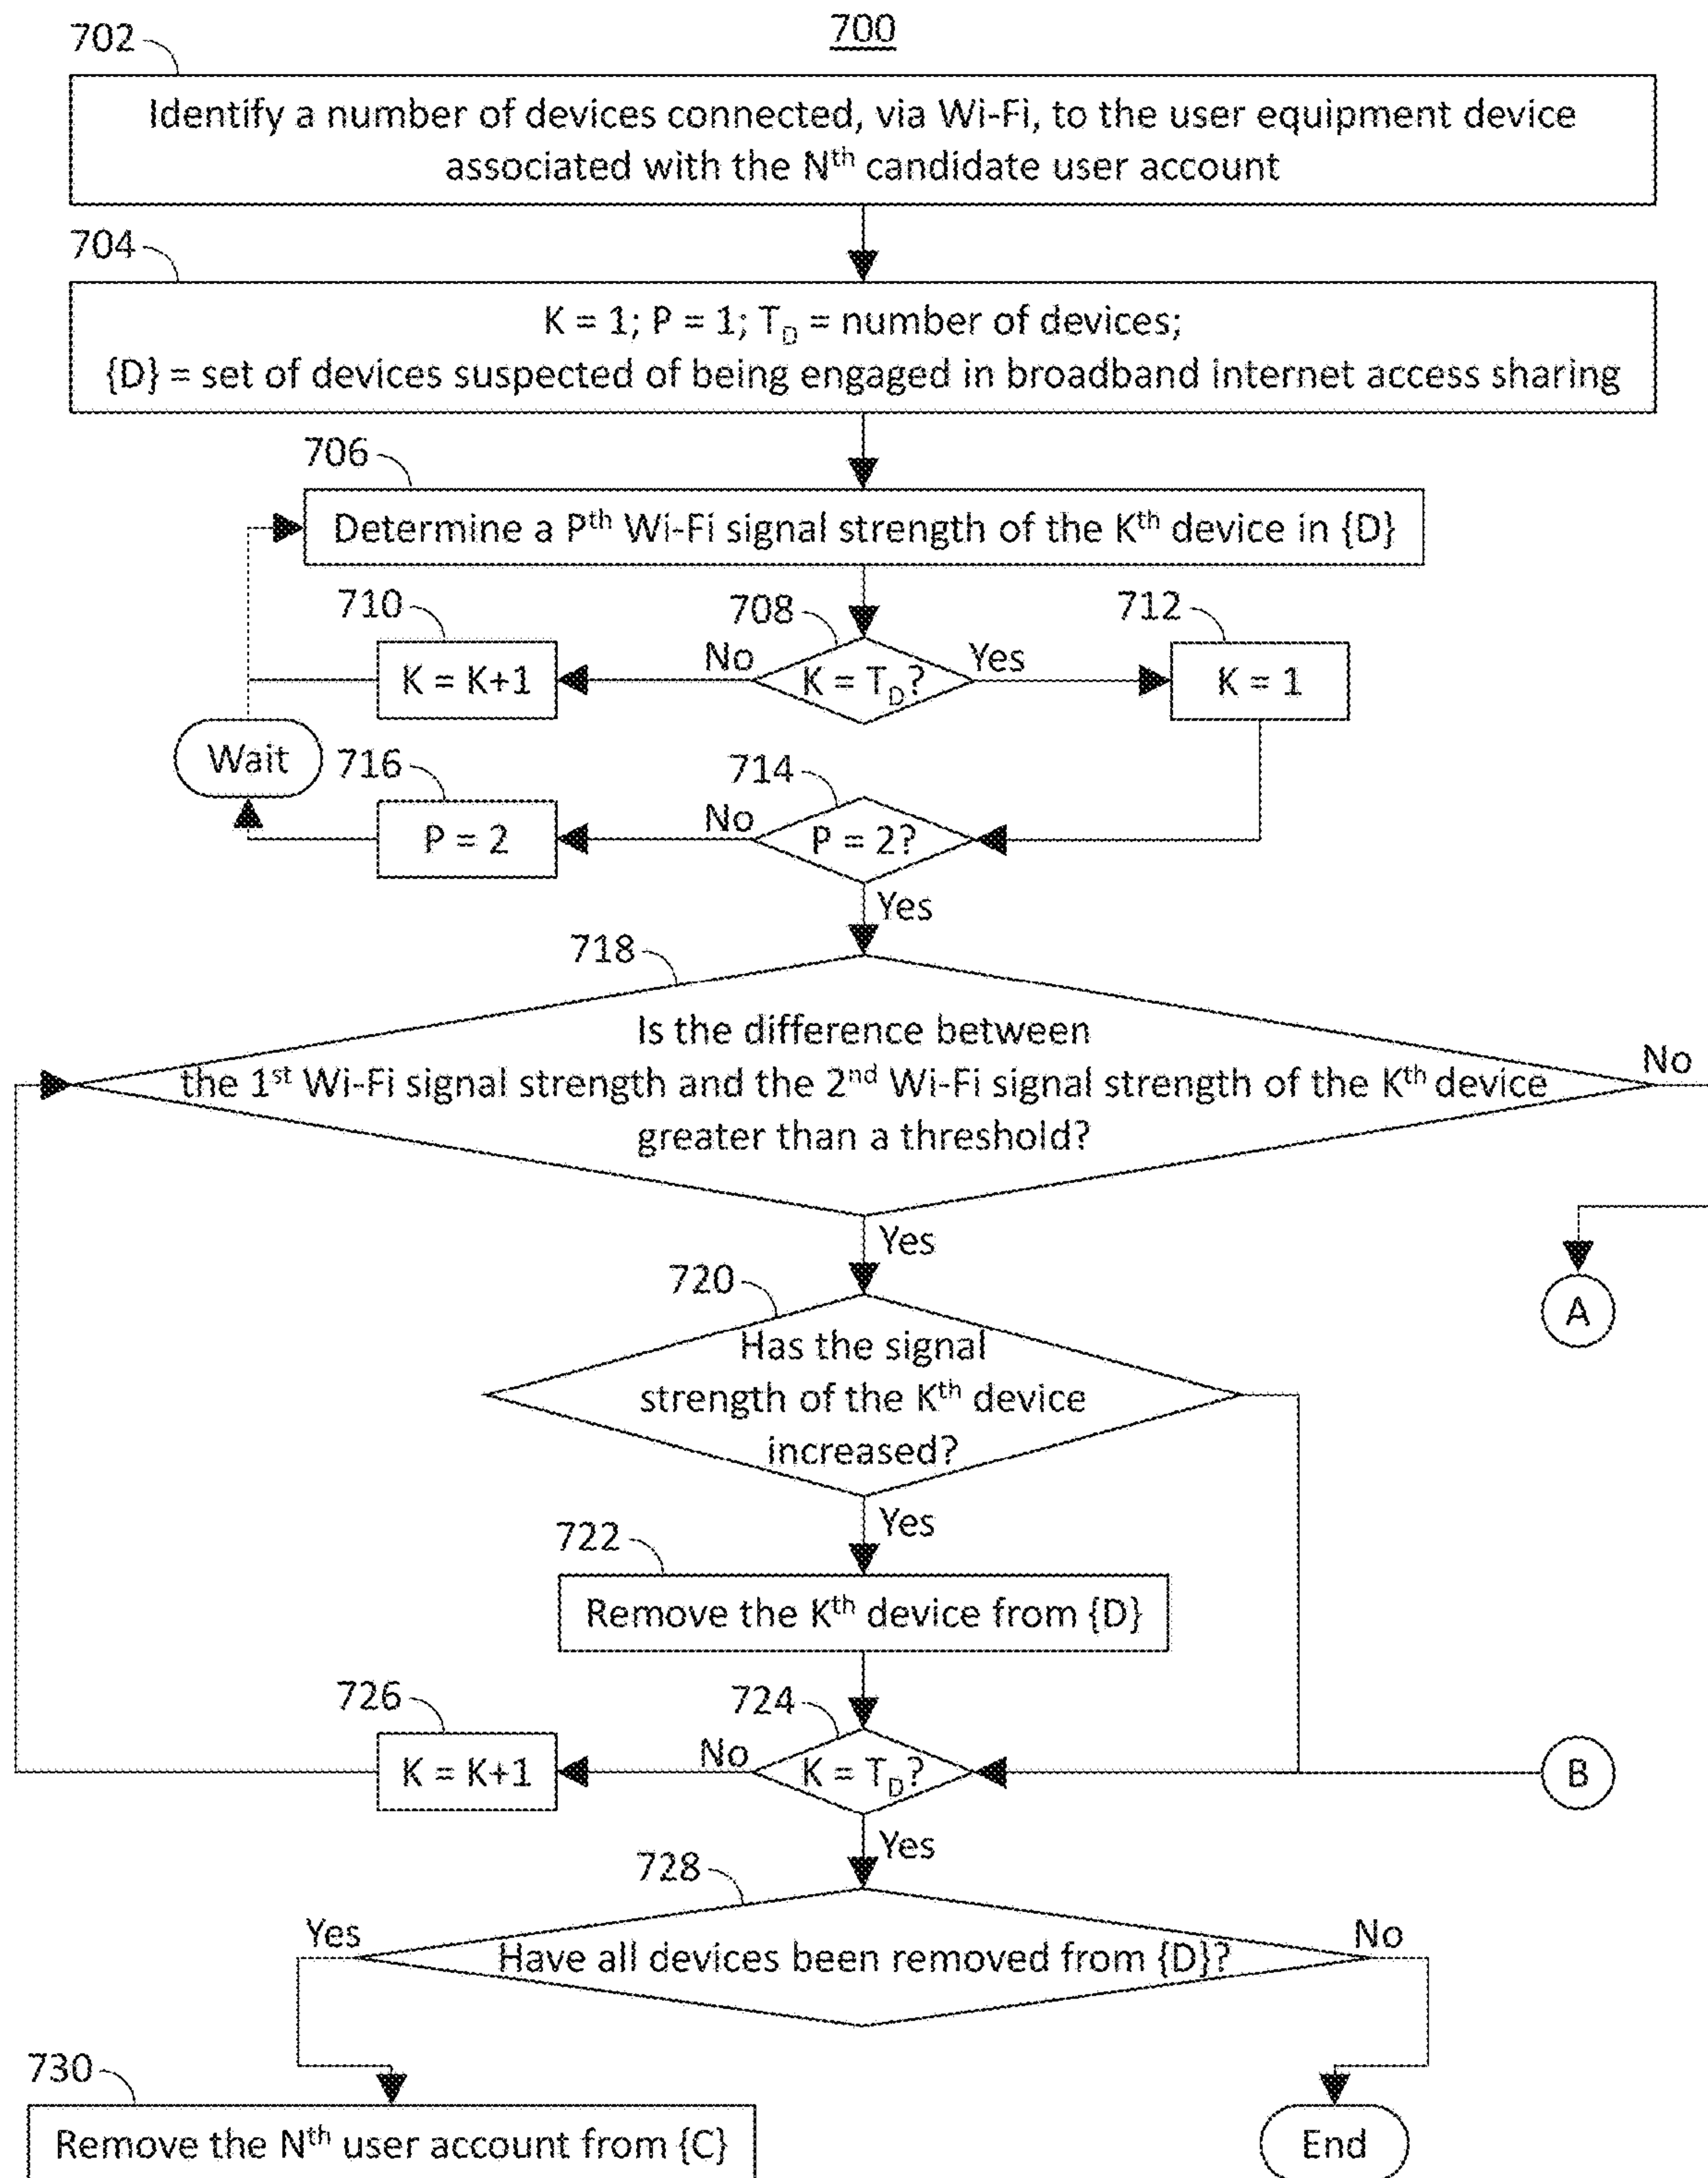 700
702
Identify a number of devices connected, via Wi-Fi, to the user equipment device
associated with the Nth candidate user account
704
K = 1; P = 1; TD = number of devices;
{D} = set of devices suspected of being engaged in broadband internet access sharing
706
Determine a Pth Wi-Fi signal strength of the Kth device in {D}
710
708
712
K = K+1
No
K = TD?
Yes
K = 1
Wait
716
714
P = 2
No
P = 2?
Yes
718
Is the difference between
the 1st Wi-Fi signal strength and the 2nd Wi-Fi signal strength of the Kth device
greater than a threshold?
No
Yes
A
720
Has the signal
strength of the Kth device
increased?
Yes
722
Remove the Kth device from {D}
726
724
K = K+1
No
K = TD?
B
Yes
728
Yes
Have all devices been removed from {D}?
No
730
Remove the Nth user account from {C}
End